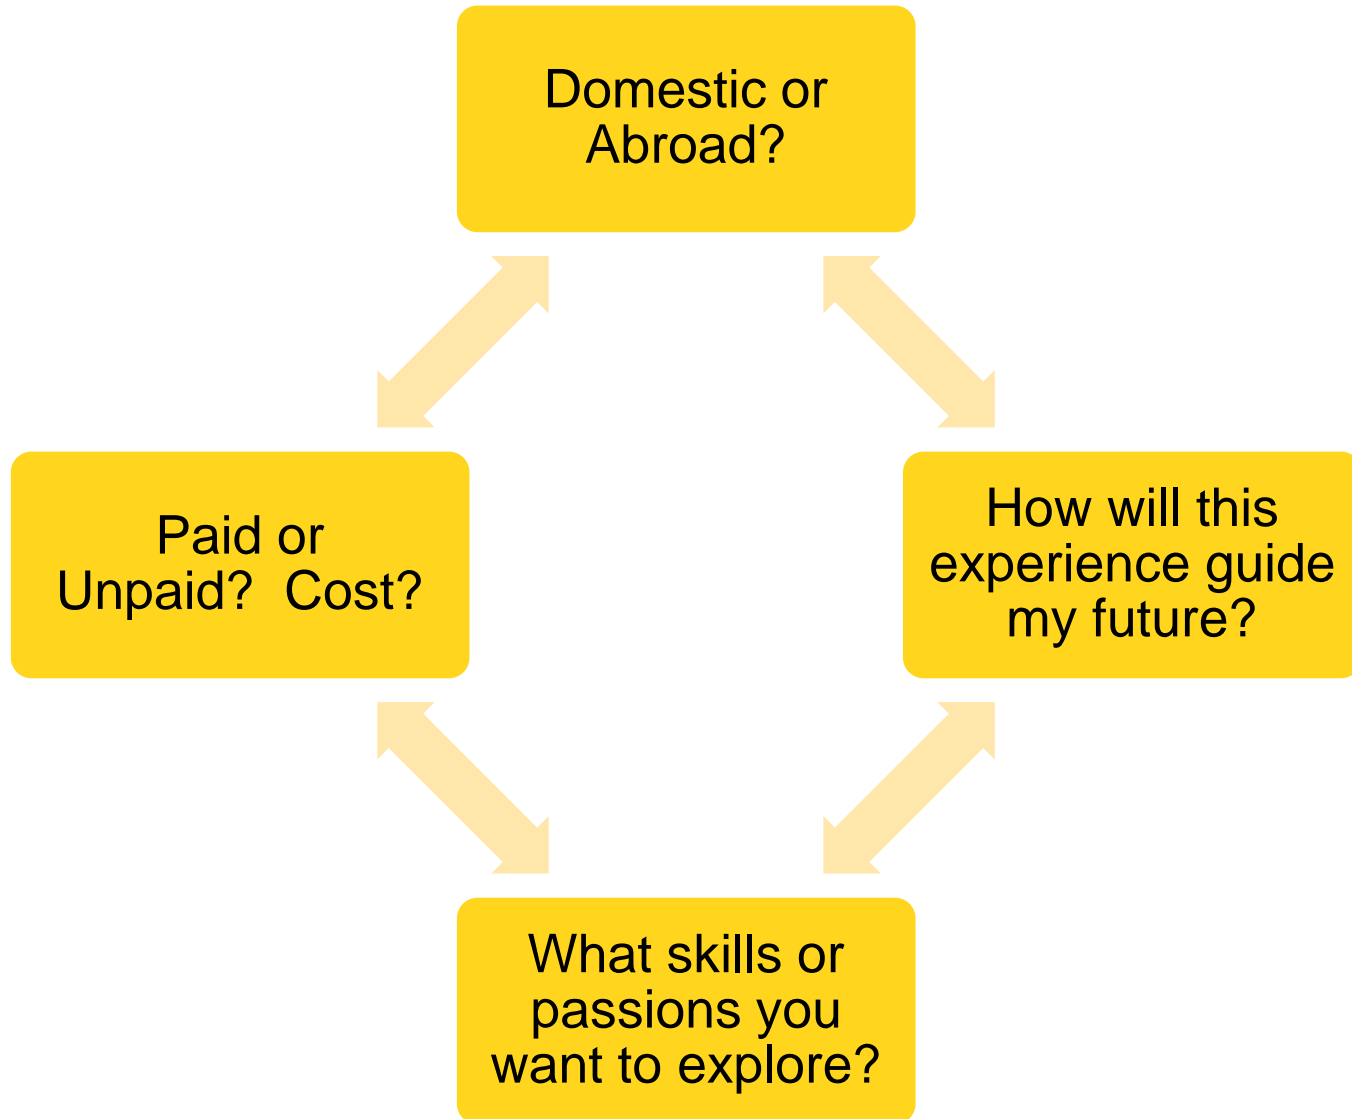 Domestic or
Abroad?
Paid or
Unpaid?  Cost?
How will this
experience guide
my future?
What skills or
passions you
want to explore?